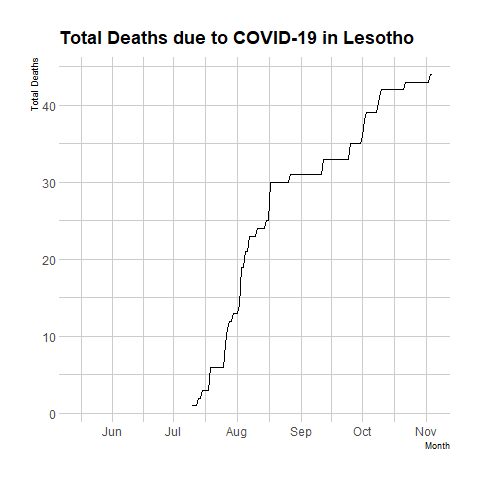 Total Deaths due to COVID-19 in Lesotho
Total Deaths
40
30
20
10
0
Jun Jul Aug Sep Oct Nov
Month